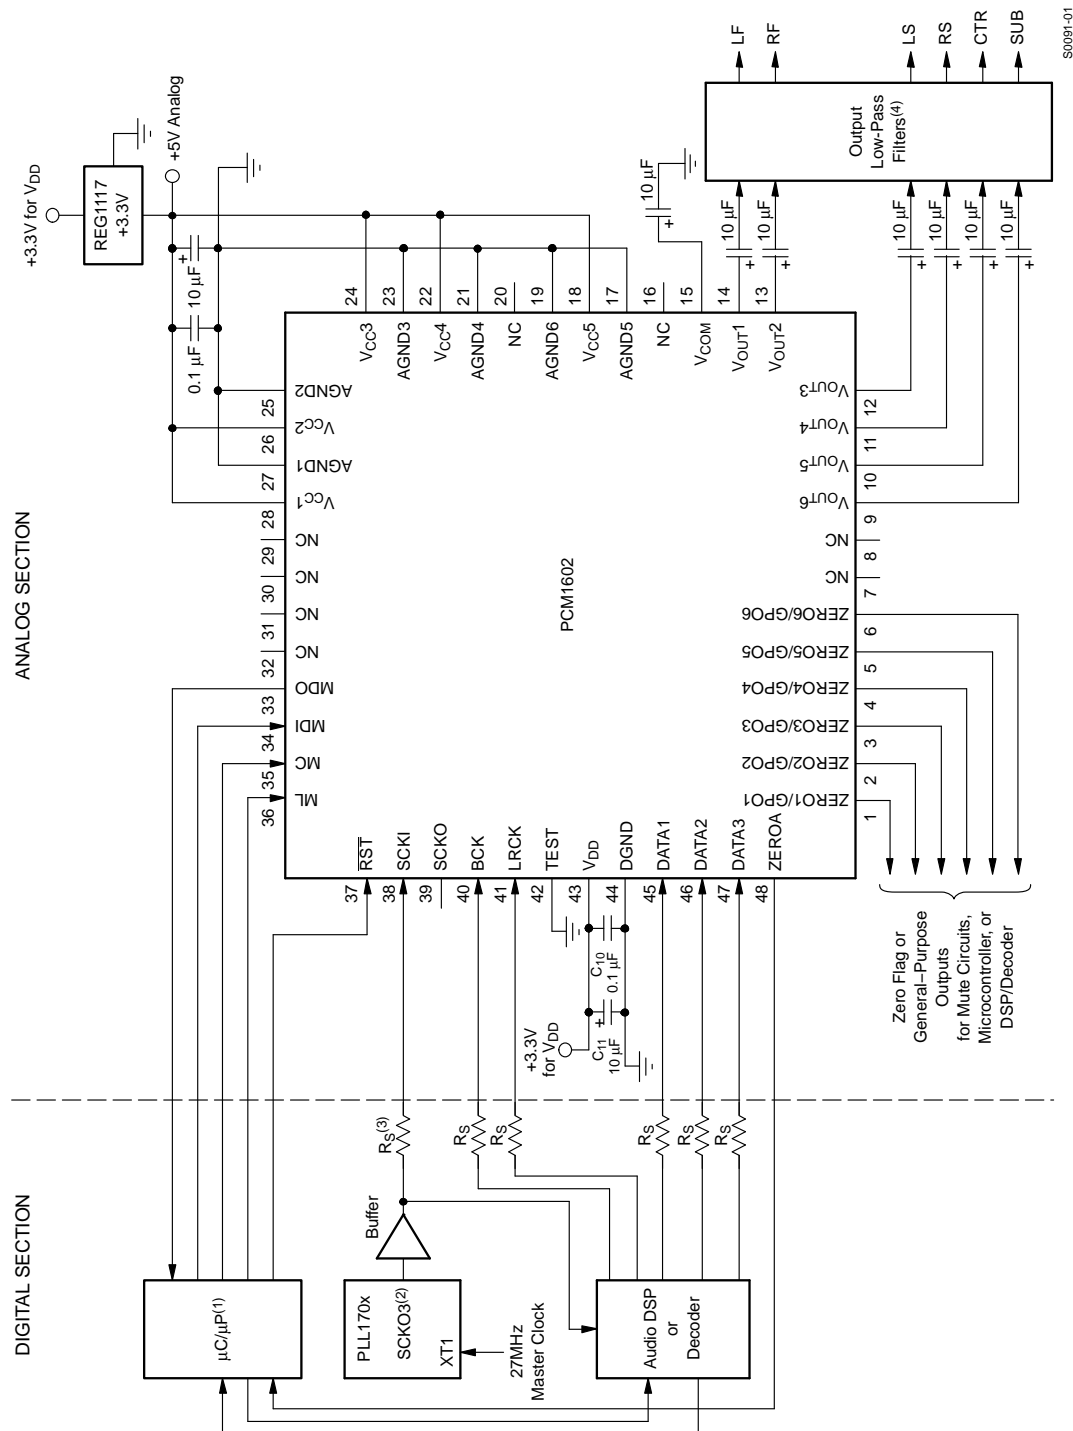 DIGITAL SECTION
ANALOG SECTION
μC/μP(1)
PLL170x
SCKO3(2)
XT1
27MHz
Master Clock
Buffer
Audio DSP
or
Decoder
RS(3)
RS
RS
RS
RS
RS
+3.3V
for VDD
C11
10 μF
+
C10
0.1 μF
PCM1602
36
ML
35
MC
34
MDI
33
MDO
32
NC
31
NC
30
NC
29
NC
28
VCC1
27
AGND1
26
VCC2
25
AGND2
37
RST
38
SCKI
39
SCKO
40
BCK
41
LRCK
42
TEST
43
VDD
44
DGND
45
DATA1
46
DATA2
47
DATA3
48
ZEROA
24
VCC3
23
AGND3
22
VCC4
21
AGND4
20
NC
19
AGND6
18
VCC5
17
AGND5
16
NC
15
VCOM
14
VOUT1
13
VOUT2
1
ZERO1/GPO1
2
ZERO2/GPO2
3
ZERO3/GPO3
4
ZERO4/GPO4
5
ZERO5/GPO5
6
ZERO6/GPO6
7
NC
8
NC
9
VOUT6
10
VOUT5
11
VOUT4
12
VOUT3
0.1 μF
10 μF
+
+3.3V for VDD
REG1117
+3.3V
+5V Analog
10 μF
+
10 μF
+
10 μF
+
10 μF
+
10 μF
+
10 μF
+
10 μF
+
Output
Low-Pass
Filters(4)
LF
RF
LS
RS
CTR
SUB
Zero Flag or
General−Purpose
Outputs
for Mute Circuits,
Microcontroller, or
DSP/Decoder
S0091-01